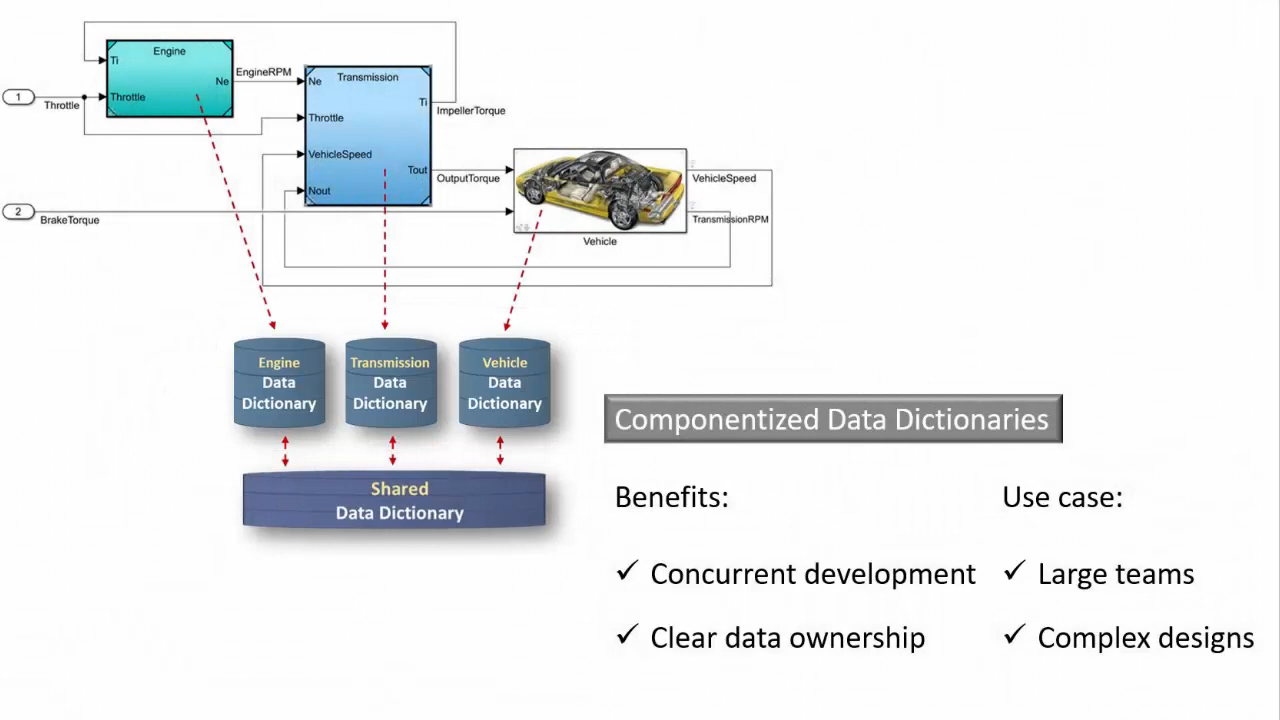 Engine
Ti
Ne
Throttle
1
Throttle
EngineRPM
Transmission
Ne
Ti
Throttle
ImpellerTorque
VehicleSpeed
Tout
Nout
OutputTorque
2
BrakeTorque
VehicleSpeed
TransmissionRPM
Vehicle
Engine
Data
Dictionary
Transmission
Data
Dictionary
Vehicle
Data
Dictionary
Shared
Data Dictionary
Componentized Data Dictionaries
Benefits:
✓ Concurrent development
✓ Clear data ownership
Use case:
✓ Large teams
✓ Complex designs